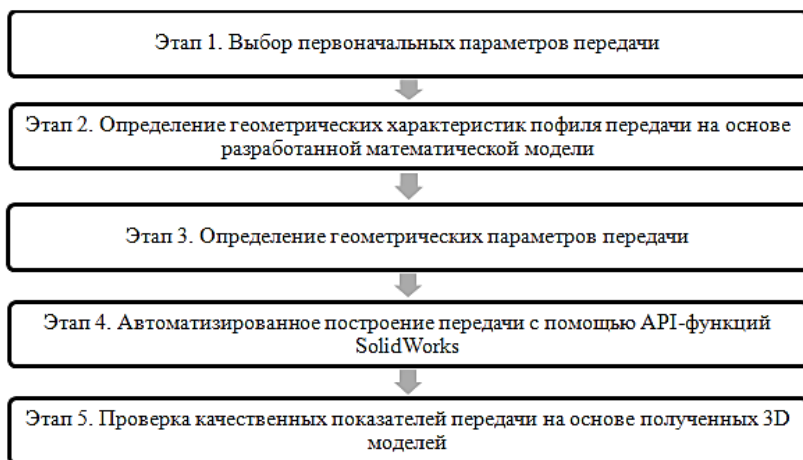 Этап 1. Выбор первоначальных параметров передачи
Этап 2. Определение геометрических характеристик пофиля передачи на основе
разработанной математической модели
Этап 3. Определение геометрических параметров передачи
Этап 4. Автоматизированное построение передачи с помощью API-функций
SolidWorks
Этап 5. Проверка качественных показателей передачи на основе полученных 3D
моделей